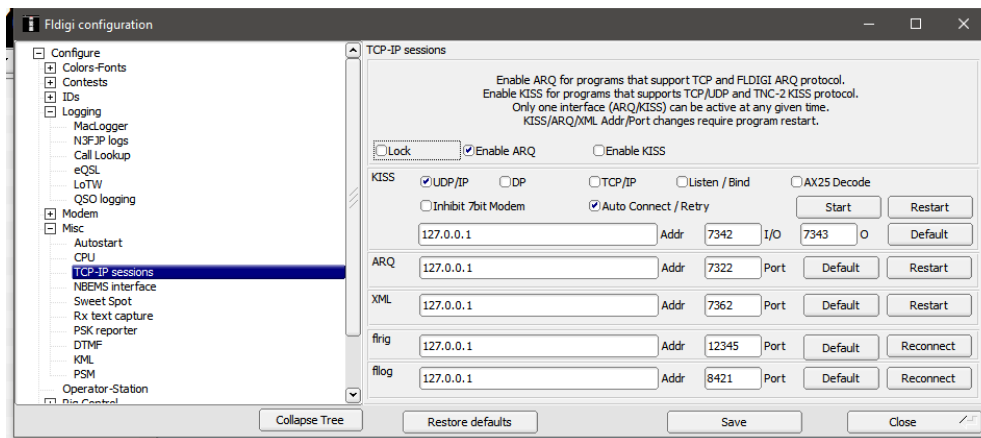 Fldigi configuration
Configure
Colors-Fonts
Contests
IDs
Logging
MacLogger
N3FJP logs
Call Lookup
eQSL
LoTW
QSO logging
Modem
Misc
Autostart
CPU
TCP-IP sessions
NBEMS interface
Sweet Spot
Rx text capture
PSK reporter
DTMF
KML
PSM
Operator-Station
Rig Control
Collapse Tree
TCP-IP sessions
Enable ARQ for programs that support TCP and FLDIGI ARQ protocol.
Enable KISS for programs that supports TCP/UDP and TNC-2 KISS protocol.
Only one interface (ARQ/KISS) can be active at any given time.
KISS/ARQ/XML Addr/Port changes require program restart.
Lock Enable ARQ Enable KISS
KISS UDP/IP DP TCP/IP Listen / Bind AX25 Decode
Inhibit 7bit Modem Auto Connect / Retry Start Restart
127.0.0.1 Addr 7342 I/O 7343 O Default
ARQ 127.0.0.1 Addr 7322 Port Default Restart
XML 127.0.0.1 Addr 7362 Port Default Restart
flrig 127.0.0.1 Addr 12345 Port Default Reconnect
fllog 127.0.0.1 Addr 8421 Port Default Reconnect
Restore defaults Save Close